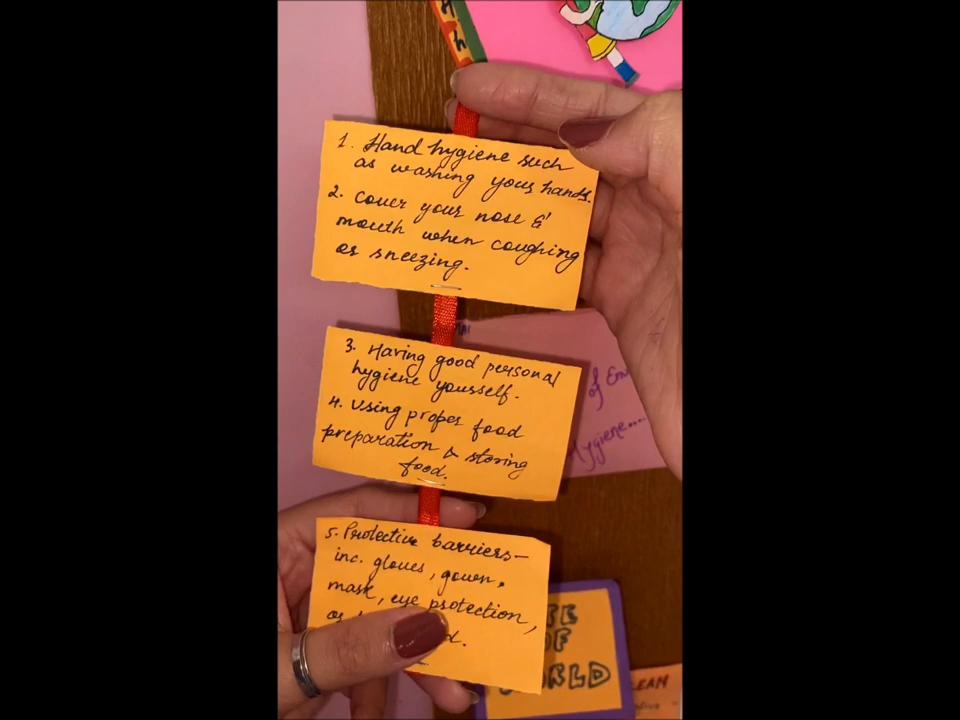 1. Hand hygiene such
as washing your hands.
2. cover your nose &
mouth when coughing
or sneezing.
3. Having good personal
hygiene yourself.
4. Using proper food
preparation & storing
food.
5. Protective barriers-
inc. gloves, gown,
mask, eye protection,
or
of
Hygiene....
OF